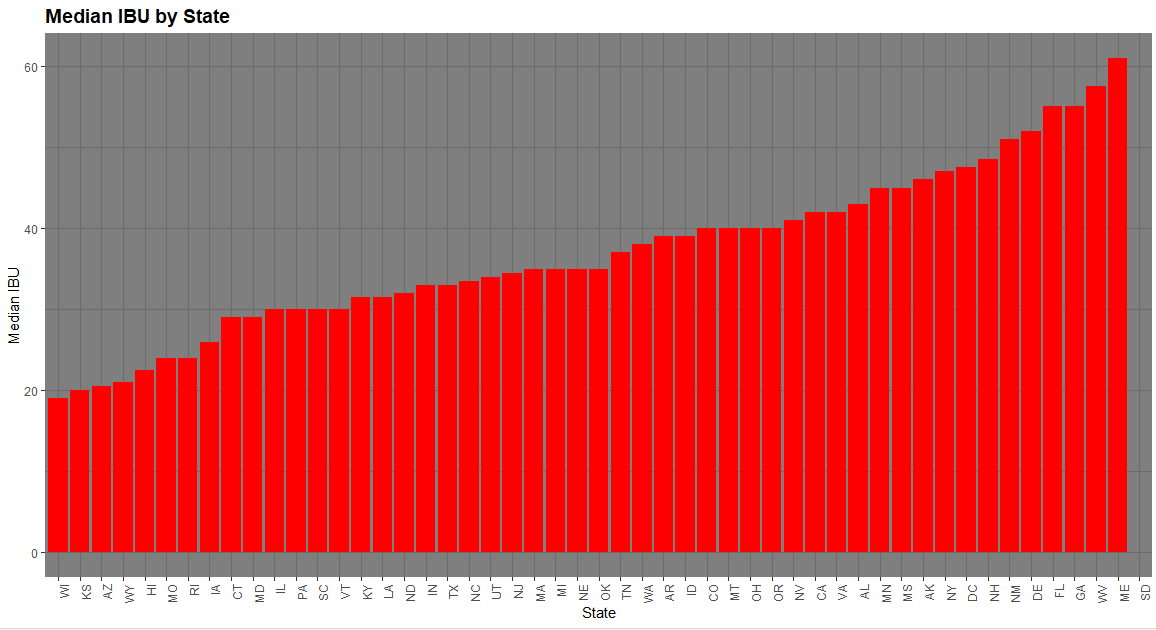 Median IBU by State
60
40
20
0
Median IBU
WI KS AZ WY HI MO RI IA CT MD IL PA SC VT KY LA ND IN TX NC UT NJ MA MI NE OK TN WA AR ID CO MT OH OR NV CA VA AL MN MS AK NY DC NH NM DE FL GA WV ME SD
State